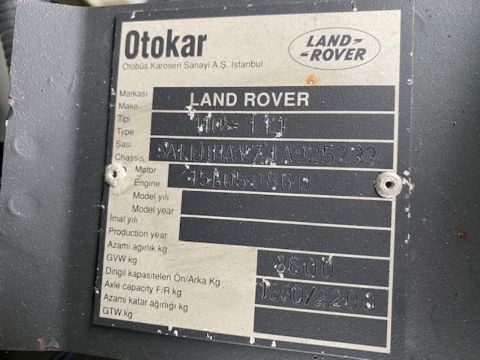 Otokar
Otobüs Karoseri Sanayi A.Ş. Istanbul
LAND-
-ROVER
Markası
Make
LAND ROVER
Tipi
Type
Şasi
Chassis
Motor
Engine
Model yılı
Model year
İmal yılı
Production year
Azami ağırlık kg
GVW kg
3600
Dingil kapasiteleri Ön/Arka Kg
Axle capacity F/R kg
1580/220
Azami katar ağırlığı kg
GTW kg